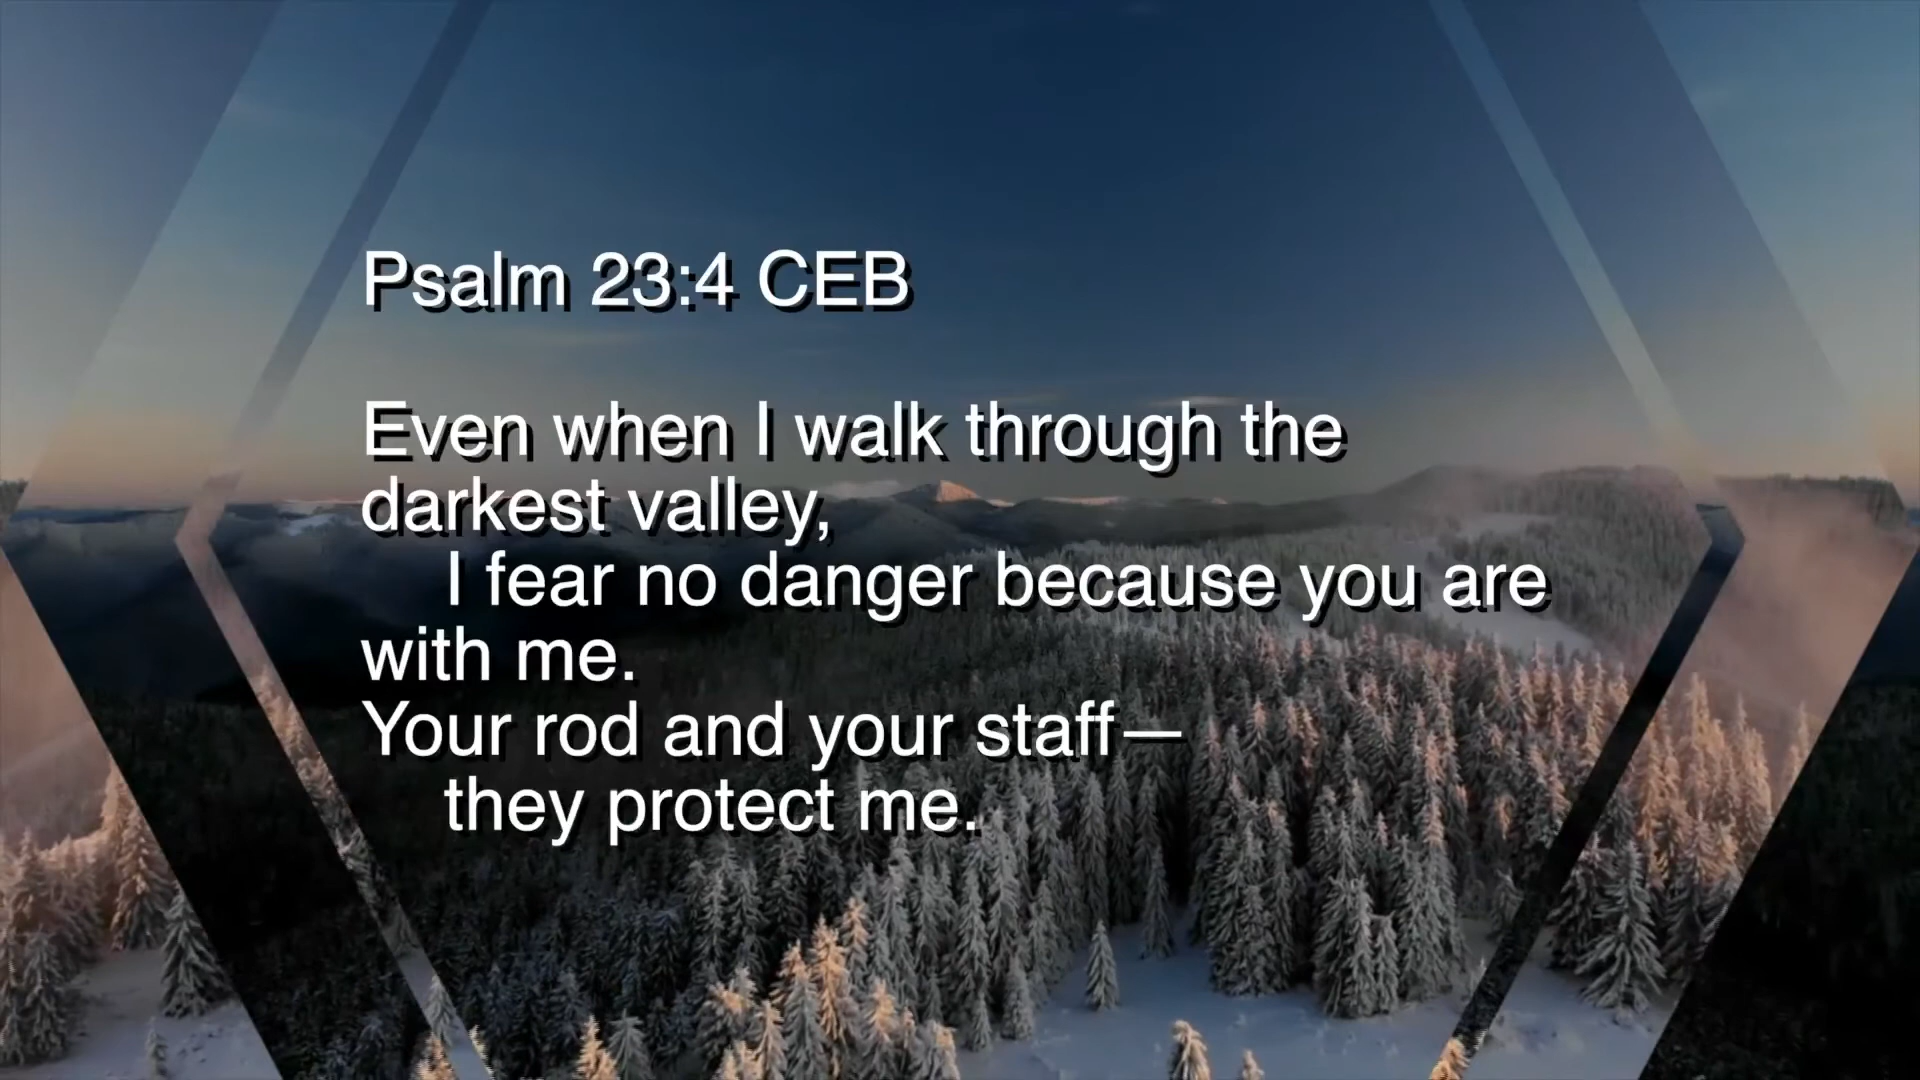 Psalm 23:4 CEB
Even when I walk through the
darkest valley,
I fear no danger because you are
with me.
Your rod and your staff—
they protect me.